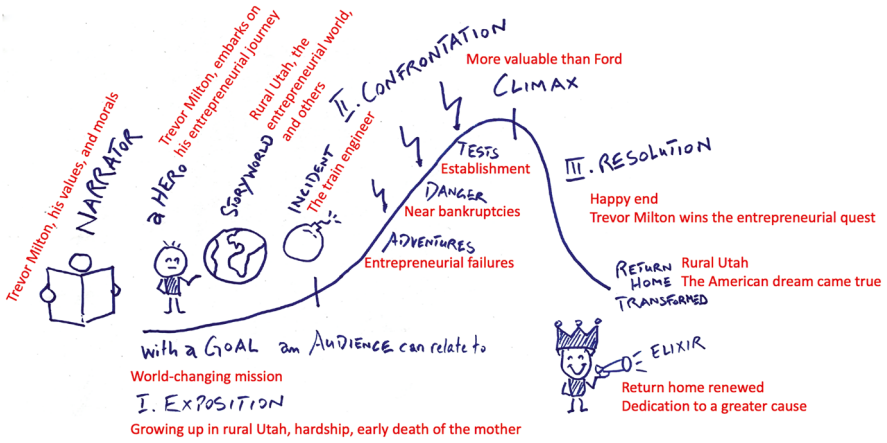 Trevor Milton, his values, and morals
NARRATOR
a HERO
Trevor Milton, embarks on
his entrepreneurial journey
STORYWORLD
Rural Utah, the
entrepreneurial world,
and others
INCIDENT
The train engineer
II. CONFRONTATION
More valuable than Ford
CLIMAX
TESTS
Establishment
DANGER
Near bankruptcies
ADVENTURES
Entrepreneurial failures
III. RESOLUTION
Happy end
Trevor Milton wins the entrepreneurial quest
RETURN
HOME
TRANSFORMED
Rural Utah
The American dream came true
ELIXIR
Return home renewed
Dedication to a greater cause
with a GOAL an AUDIENCE can relate to
World-changing mission
I. EXPOSITION
Growing up in rural Utah, hardship, early death of the mother